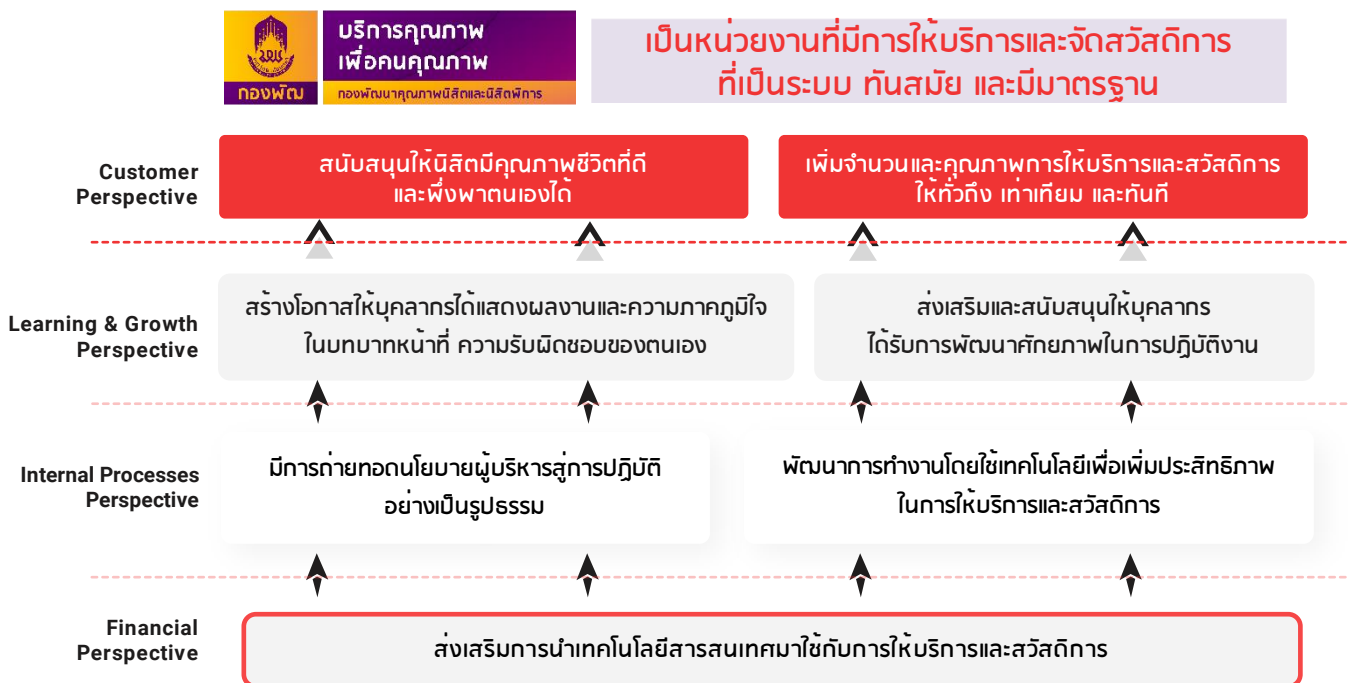 บริการคุณภาพ
เพื่อคนคุณภาพ
กองพัฒ
กองพัฒนาคุณภาพนิสิตและนิสิตพิการ
เป็นหน่วยงานที่มีการให้บริการและจัดสวัสดิการ
ที่เป็นระบบ ทันสมัย และมีมาตรฐาน
Customer
Perspective
สนับสนุนให้นิสิตมีคุณภาพชีวิตที่ดี
และพึ่งพาตนเองได้
เพิ่มจำนวนและคุณภาพการให้บริการและสวัสดิการ
ให้ทั่วถึง เท่าเทียม และทันที
Learning & Growth
Perspective
สร้างโอกาสให้บุคลากรได้แสดงผลงานและความภาคภูมิใจ
ในบทบาทหน้าที่ ความรับผิดชอบของตนเอง
ส่งเสริมและสนับสนุนให้บุคลากร
ได้รับการพัฒนาศักยภาพในการปฏิบัติงาน
Internal Processes
Perspective
มีการถ่ายทอดนโยบายผู้บริหารสู่การปฏิบัติ
อย่างเป็นรูปธรรม
พัฒนาการทำงานโดยใช้เทคโนโลยีเพื่อเพิ่มประสิทธิภาพ
ในการให้บริการและสวัสดิการ
Financial
Perspective
ส่งเสริมการนำเทคโนโลยีสารสนเทศมาใช้กับการให้บริการและสวัสดิการ